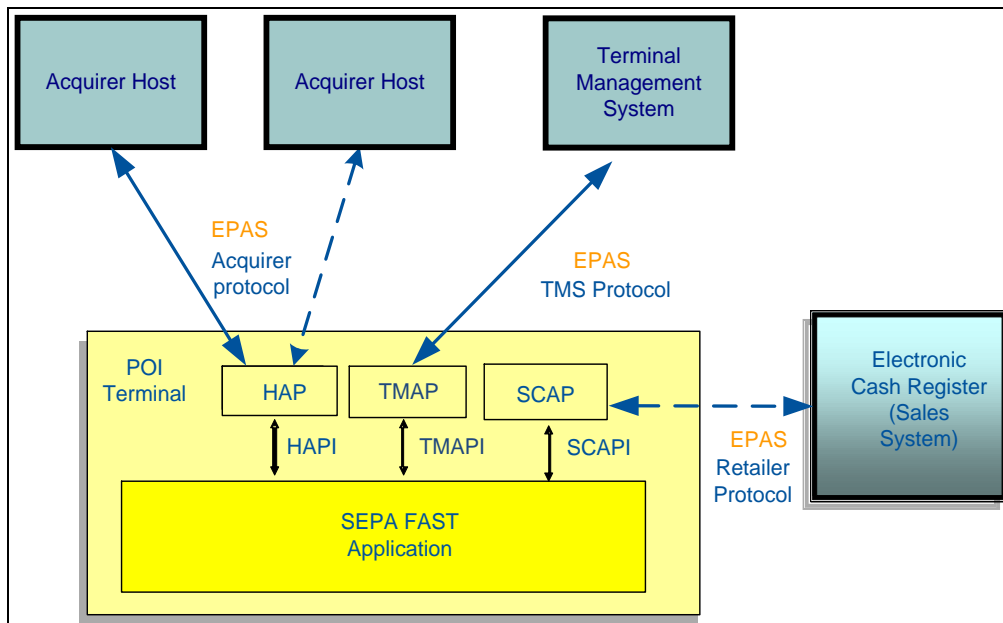 Acquirer Host
Acquirer Host
Terminal
Management
System
EPAS
Acquirer
protocol
EPAS
TMS Protocol
POI
Terminal
HAP
TMAP
SCAP
HAPI
TMAPI
SCAPI
SEPA FAST
Application
EPAS
Retailer
Protocol
Electronic
Cash Register
(Sales
System)